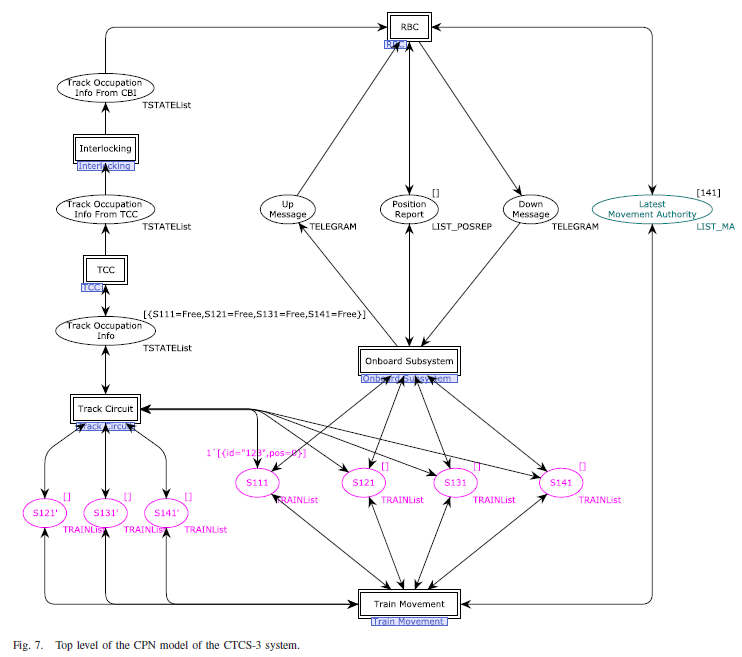 RBC
RBC
Track Occupation
Info From CBI
TSTATEList
Interlocking
Interlocking
Track Occupation
Info From TCC
TSTATEList
Up
Message
TELEGRAM
[]
Position
Report
LIST_POSREP
Down
Message
TELEGRAM
[141]
Latest
Movement Authority
LIST_MA
TCC
TCC
[{S111=Free,S121=Free,S131=Free,S141=Free}]
Track Occupation
Info
TSTATEList
Onboard Subsystem
Onboard Subsystem
Track Circuit
Track Circuit
1`[{id="123",pos=0}]
S111
TRAINList
[]
S121
TRAINList
[]
S131
TRAINList
[]
S141
TRAINList
[]
S121'
TRAINList
[]
S131'
TRAINList
[]
S141'
TRAINList
Train Movement
Train Movement
Fig. 7. Top level of the CPN model of the CTCS-3 system.